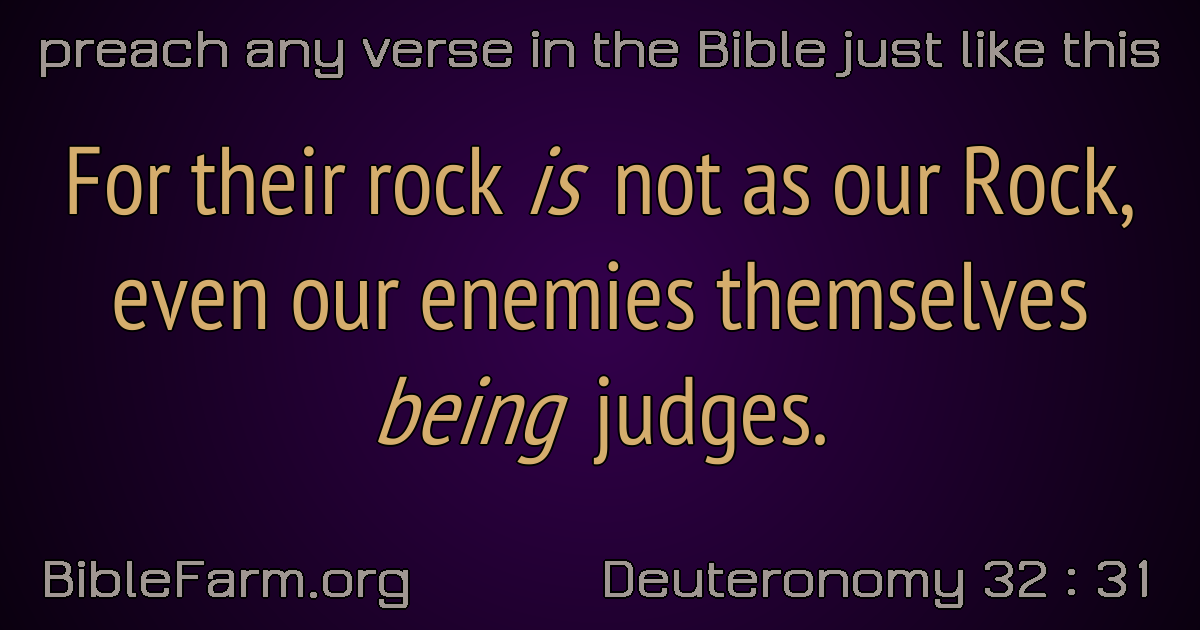 preach any verse in the Bible just like this
For their rock is not as our Rock,
even our enemies themselves
being judges.
BibleFarm.org
Deuteronomy 32 : 31